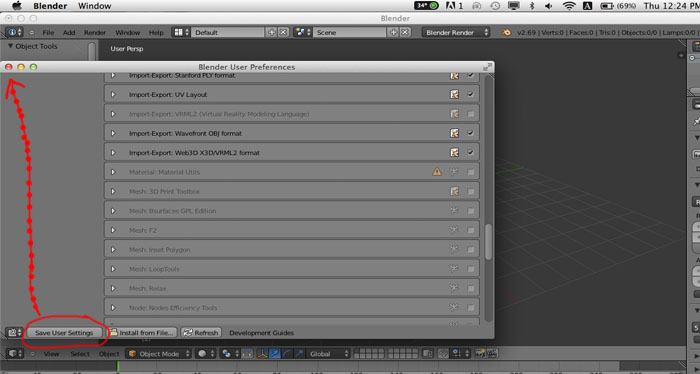 Blender Window 34° 1 (69%) Thu 12:24 PM
Blender
File Default Scene Blender Render v2.69 | Verts:0 | Faces:0 | Tris:0 | Objects:0/0 | Lamps:0/0 |
Object Tools User Persp
Blender User Preferences
Import-Export: Stanford PLY format
Import-Export: UV Layout
Import-Export: VRML2 (Virtual Reality Modeling Language)
Import-Export: Wavefront OBJ format
Import-Export: Web3D X3D/VRML2 format
Material: Material Utils
Mesh: 3D Print Toolbox
Mesh: Bsurfaces GPL Edition
Mesh: F2
Mesh: Inset Polygon
Mesh: LoopTools
Mesh: Relax
Node: Nodes Efficiency Tools
Save User Settings Install from File... Refresh Development Guides
View Select Object Object Mode Global